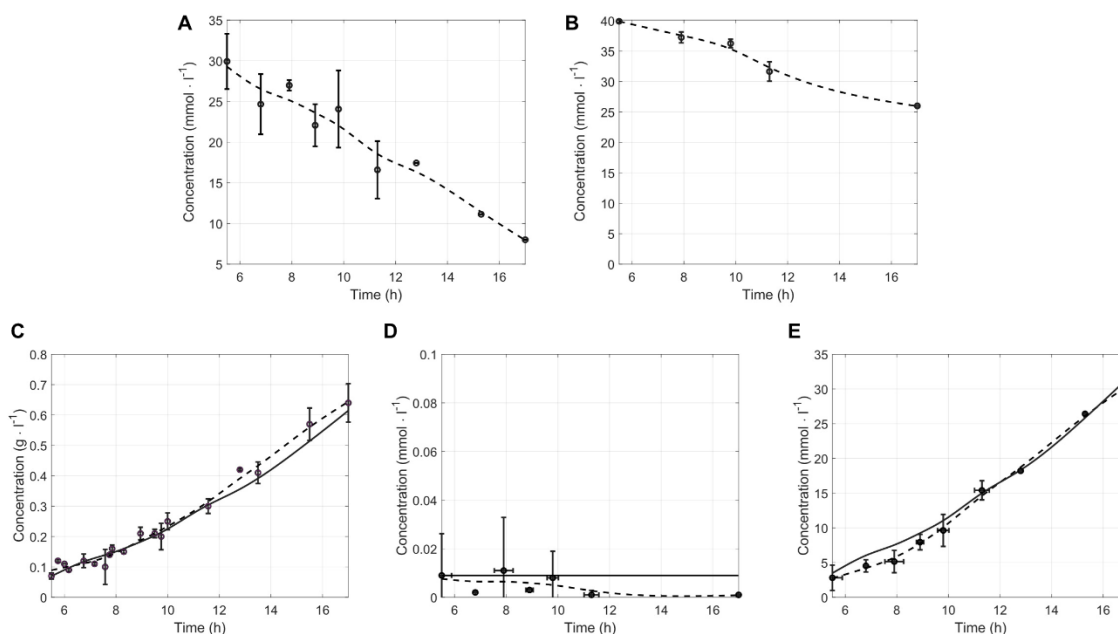 A
Concentration (mmol · l⁻¹)
35
30
25
20
15
10
5
6 8 10 12 14 16
Time (h)
B
Concentration (mmol · l⁻¹)
40
35
30
25
20
15
10
5
0
6 8 10 12 14 16
Time (h)
C
Concentration (g · l⁻¹)
0.8
0.7
0.6
0.5
0.4
0.3
0.2
0.1
0
6 8 10 12 14 16
Time (h)
D
Concentration (mmol · l⁻¹)
0.1
0.08
0.06
0.04
0.02
0
6 8 10 12 14 16
Time (h)
E
Concentration (mmol · l⁻¹)
35
30
25
20
15
10
5
0
6 8 10 12 14 16
Time (h)